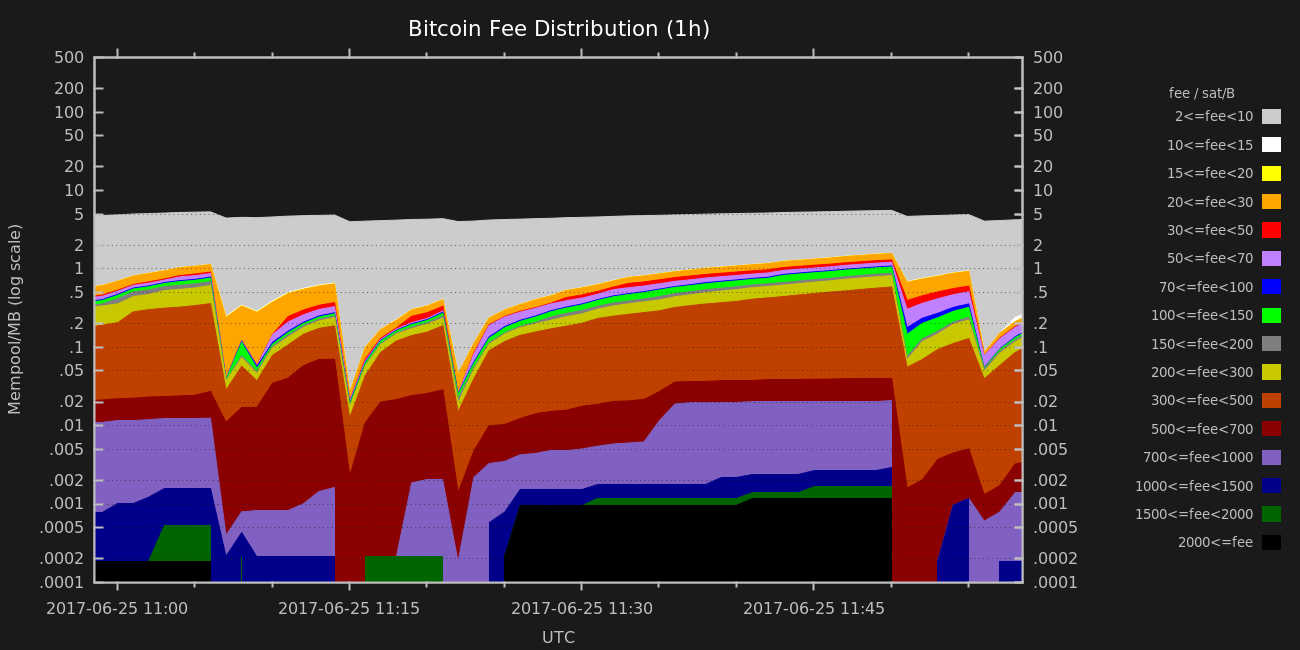 Bitcoin Fee Distribution (1h)
500 500
200 200
100 100
50 50
20 20
10 10
5 5
2 2
1 1
.5 .5
.2 .2
.1 .1
.05 .05
.02 .02
.01 .01
.005 .005
.002 .002
.001 .001
.0005 .0005
.0002 .0002
.0001 .0001
Mempool/MB (log scale)
2017-06-25 11:00 2017-06-25 11:15 2017-06-25 11:30 2017-06-25 11:45
UTC
fee / sat/B
2<=fee<10
10<=fee<15
15<=fee<20
20<=fee<30
30<=fee<50
50<=fee<70
70<=fee<100
100<=fee<150
150<=fee<200
200<=fee<300
300<=fee<500
500<=fee<700
700<=fee<1000
1000<=fee<1500
1500<=fee<2000
2000<=fee